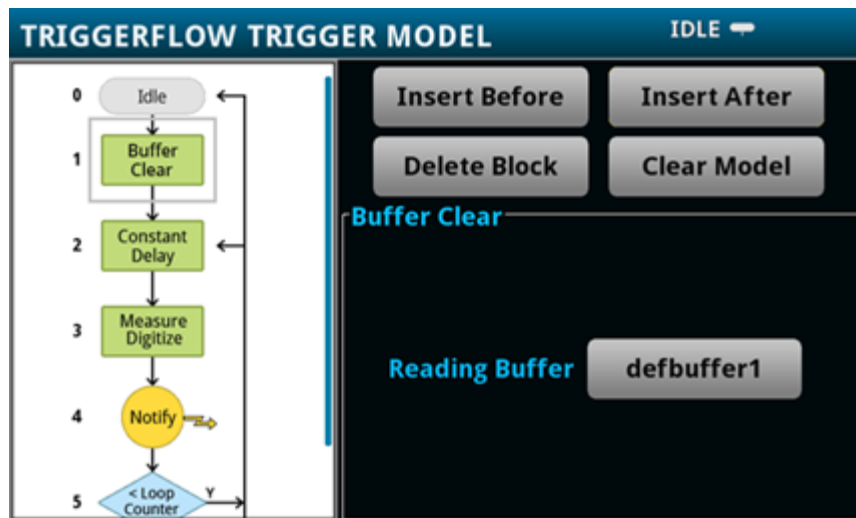 TRIGGERFLOW TRIGGER MODEL
IDLE
0
Idle
1
Buffer
Clear
2
Constant
Delay
3
Measure
Digitize
4
Notify
5
< Loop
Counter
Y
Insert Before
Insert After
Delete Block
Clear Model
Buffer Clear
Reading Buffer
defbuffer1